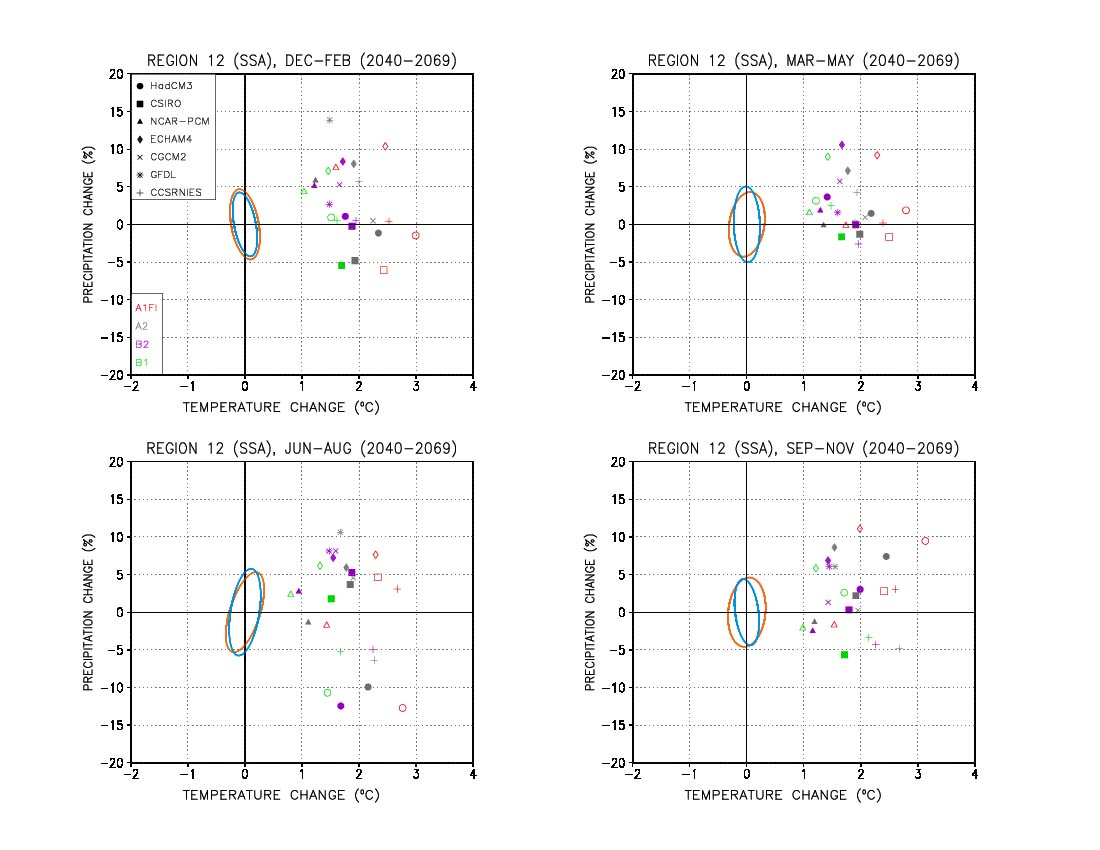 REGION 12 (SSA), DEC-FEB (2040-2069)
20
15
10
5
0
-5
-10
-15
-20
PRECIPITATION CHANGE (%)
HadCM3
CSIRO
NCAR-PCM
ECHAM4
CGCM2
GFDL
CCSRNIES
A1FI
A2
B2
B1
-2 -1 0 1 2 3 4
TEMPERATURE CHANGE (ºC)
REGION 12 (SSA), MAR-MAY (2040-2069)
20
15
10
5
0
-5
-10
-15
-20
PRECIPITATION CHANGE (%)
-2 -1 0 1 2 3 4
TEMPERATURE CHANGE (ºC)
REGION 12 (SSA), JUN-AUG (2040-2069)
20
15
10
5
0
-5
-10
-15
-20
PRECIPITATION CHANGE (%)
-2 -1 0 1 2 3 4
TEMPERATURE CHANGE (ºC)
REGION 12 (SSA), SEP-NOV (2040-2069)
20
15
10
5
0
-5
-10
-15
-20
PRECIPITATION CHANGE (%)
-2 -1 0 1 2 3 4
TEMPERATURE CHANGE (ºC)